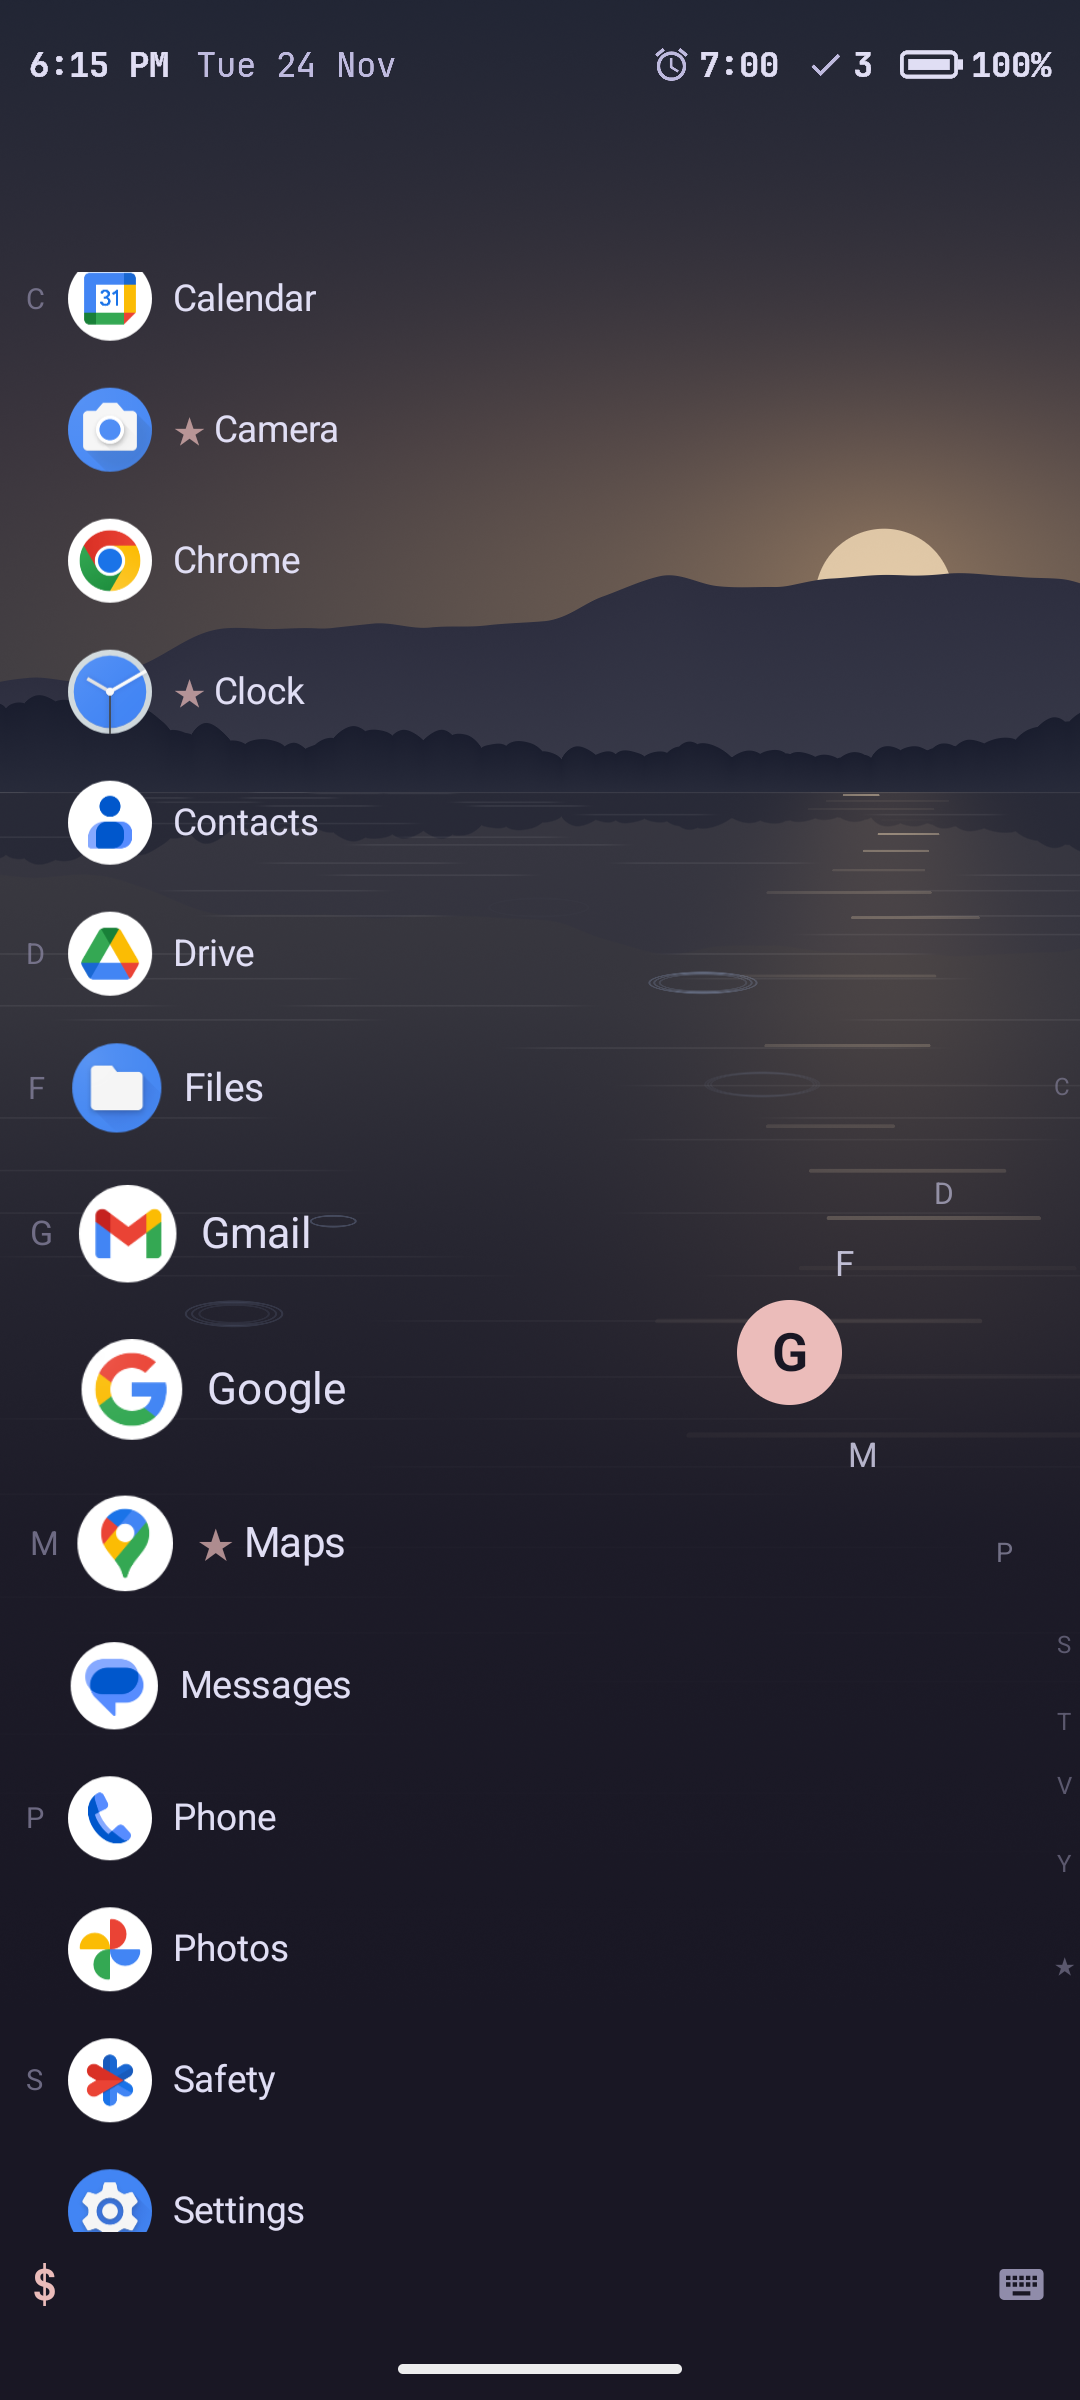 6:15 PM Tue 24 Nov 7:00 3 100%
C 31 Calendar
★ Camera
Chrome
★ Clock
Contacts
D Drive
F Files
C
D
G Gmail
F
G
Google
M
M ★ Maps
P
S
Messages
T
V
P Phone
Y
Photos
★
S Safety
Settings
$